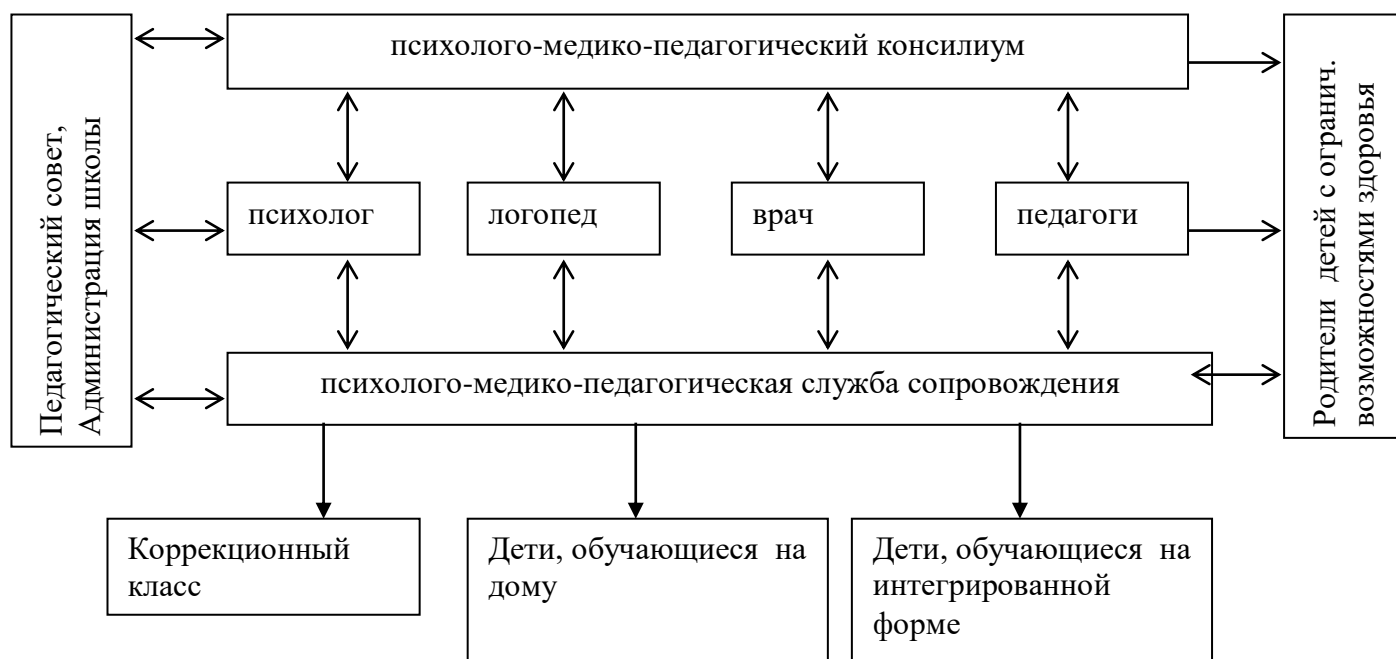 психолого-медико-педагогический консилиум
Педагогический совет,
Администрация школы
Родители детей с огранич.
возможностями здоровья
психолог
логопед
врач
педагоги
психолого-медико-педагогическая служба сопровождения
Коррекционный
класс
Дети, обучающиеся на
дому
Дети, обучающиеся на
интегрированной
форме